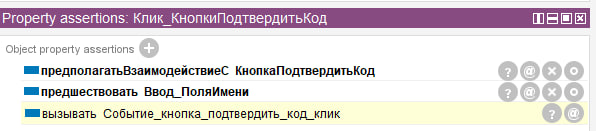 Property assertions: Клик_КнопкиПодтвердитьКод
Object property assertions
предполагатьВзаимодействиеС КнопкаПодтвердитьКод
предшествовать Ввод_ПоляИмени
вызывать Событие_кнопка_подтвердить_код_клик